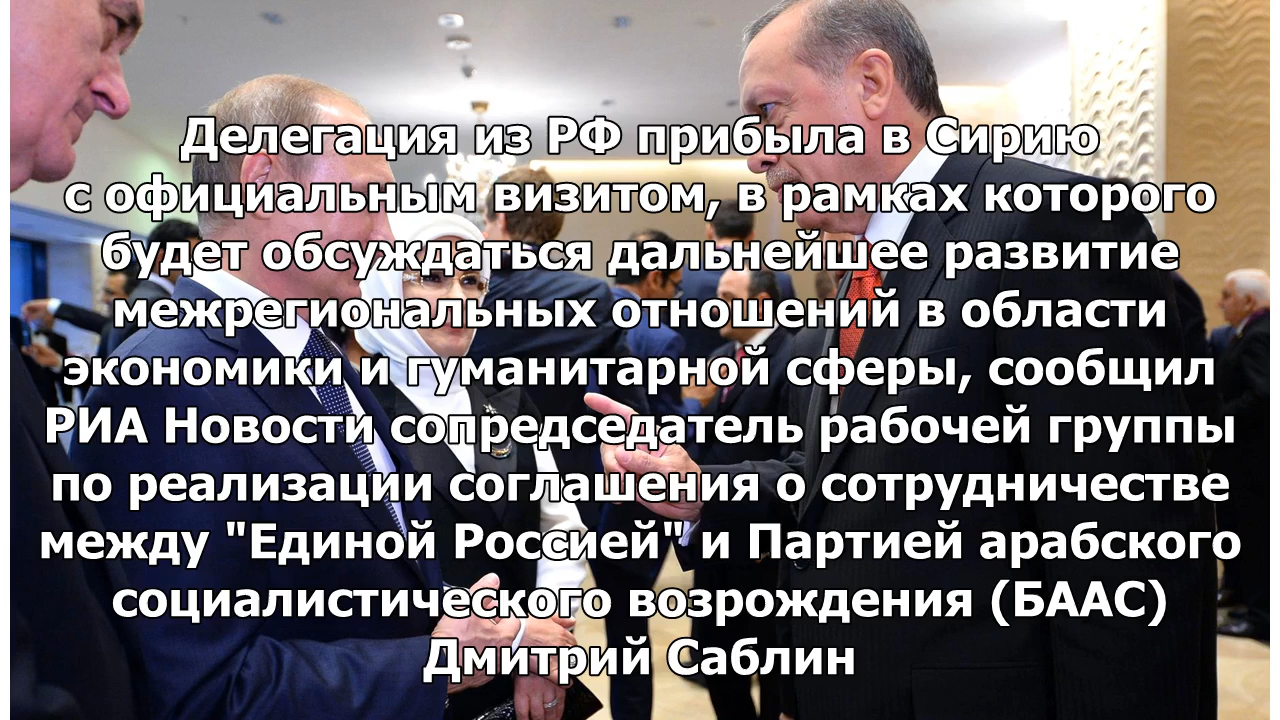 Делегация из РФ прибыла в Сирию
с официальным визитом, в рамках которого
будет обсуждаться дальнейшее развитие
межрегиональных отношений в области
экономики и гуманитарной сферы, сообщил
РИА Новости сопредседатель рабочей группы
по реализации соглашения о сотрудничестве
между "Единой Россией" и Партией арабского
социалистического возрождения (БААС)
Дмитрий Саблин